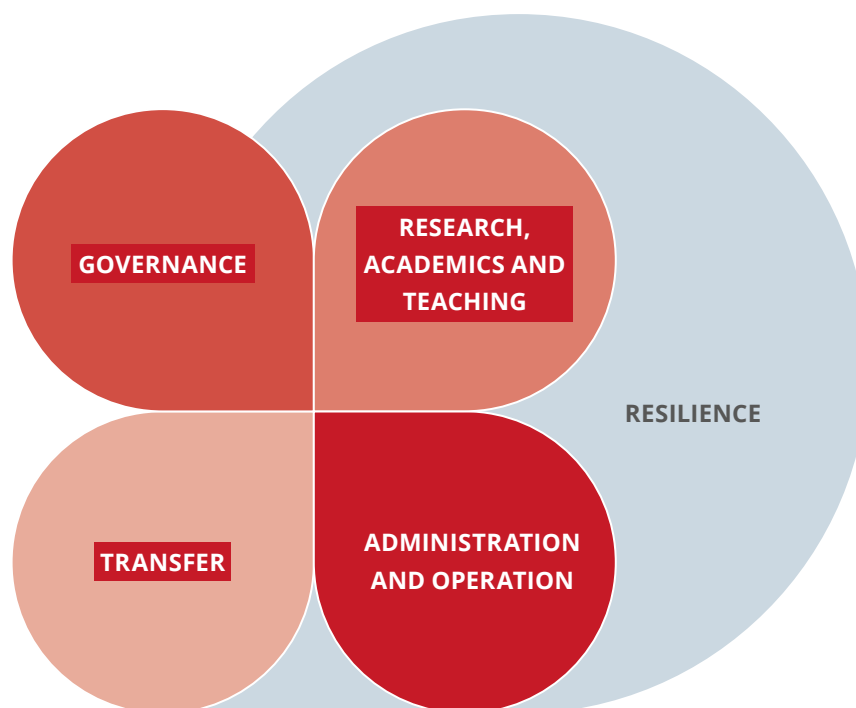 GOVERNANCE
RESEARCH,
ACADEMICS AND
TEACHING
RESILIENCE
TRANSFER
ADMINISTRATION
AND OPERATION